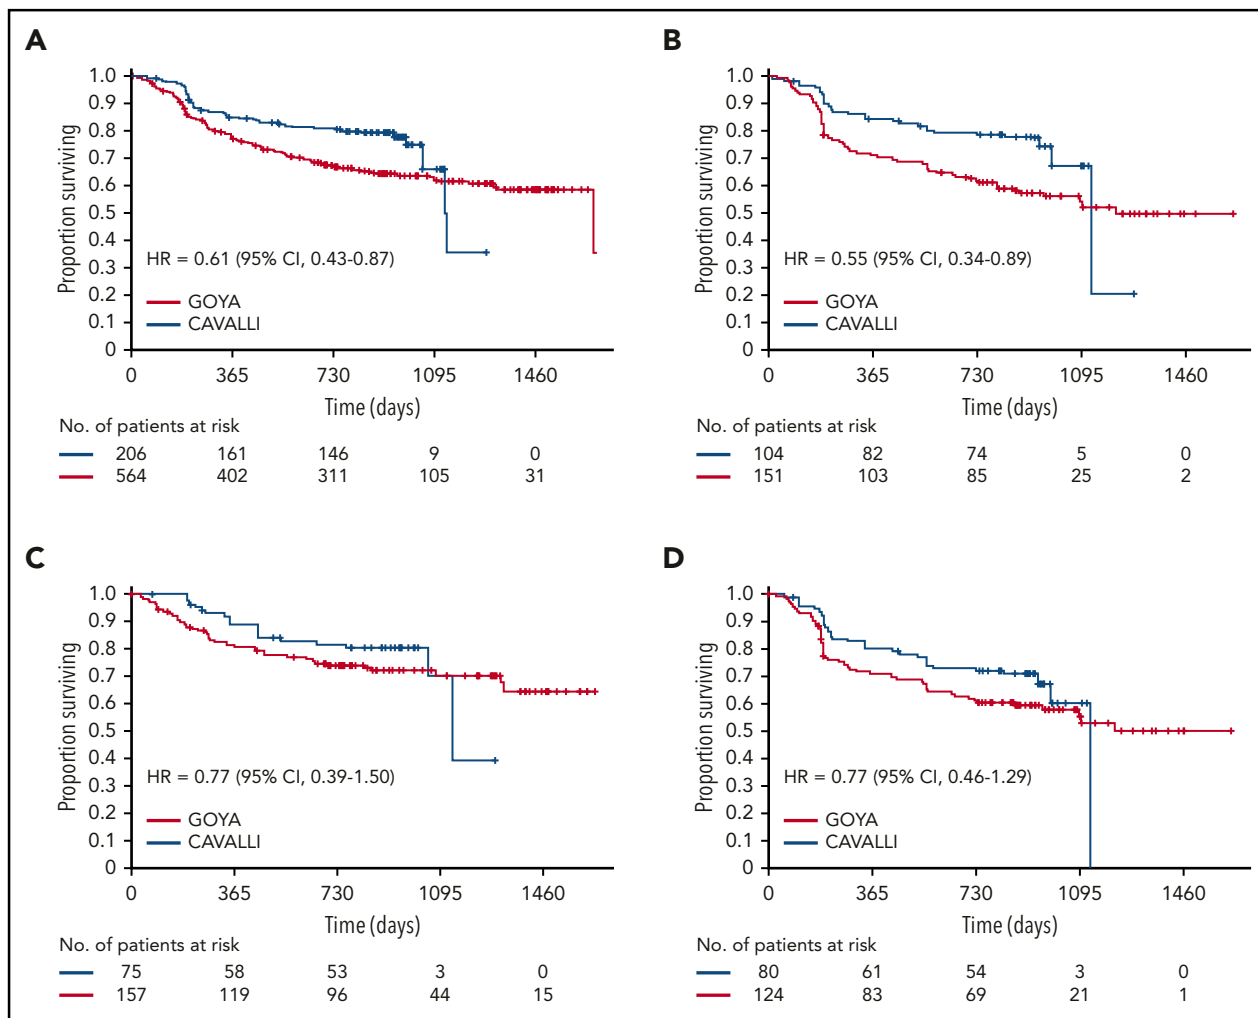 A
1.0
0.9
0.8
0.7
0.6
0.5
0.4
0.3
0.2
0.1
0
Proportion surviving
HR = 0.61 (95% CI, 0.43-0.87)
GOYA
CAVALLI
0 365 730 1095 1460
Time (days)
No. of patients at risk
206 161 146 9 0
564 402 311 105 31
B
1.0
0.9
0.8
0.7
0.6
0.5
0.4
0.3
0.2
0.1
0
Proportion surviving
HR = 0.55 (95% CI, 0.34-0.89)
GOYA
CAVALLI
0 365 730 1095 1460
Time (days)
No. of patients at risk
104 82 74 5 0
151 103 85 25 2
C
1.0
0.9
0.8
0.7
0.6
0.5
0.4
0.3
0.2
0.1
0
Proportion surviving
HR = 0.77 (95% CI, 0.39-1.50)
GOYA
CAVALLI
0 365 730 1095 1460
Time (days)
No. of patients at risk
75 58 53 3 0
157 119 96 44 15
D
1.0
0.9
0.8
0.7
0.6
0.5
0.4
0.3
0.2
0.1
0
Proportion surviving
HR = 0.77 (95% CI, 0.46-1.29)
GOYA
CAVALLI
0 365 730 1095 1460
Time (days)
No. of patients at risk
80 61 54 3 0
124 83 69 21 1